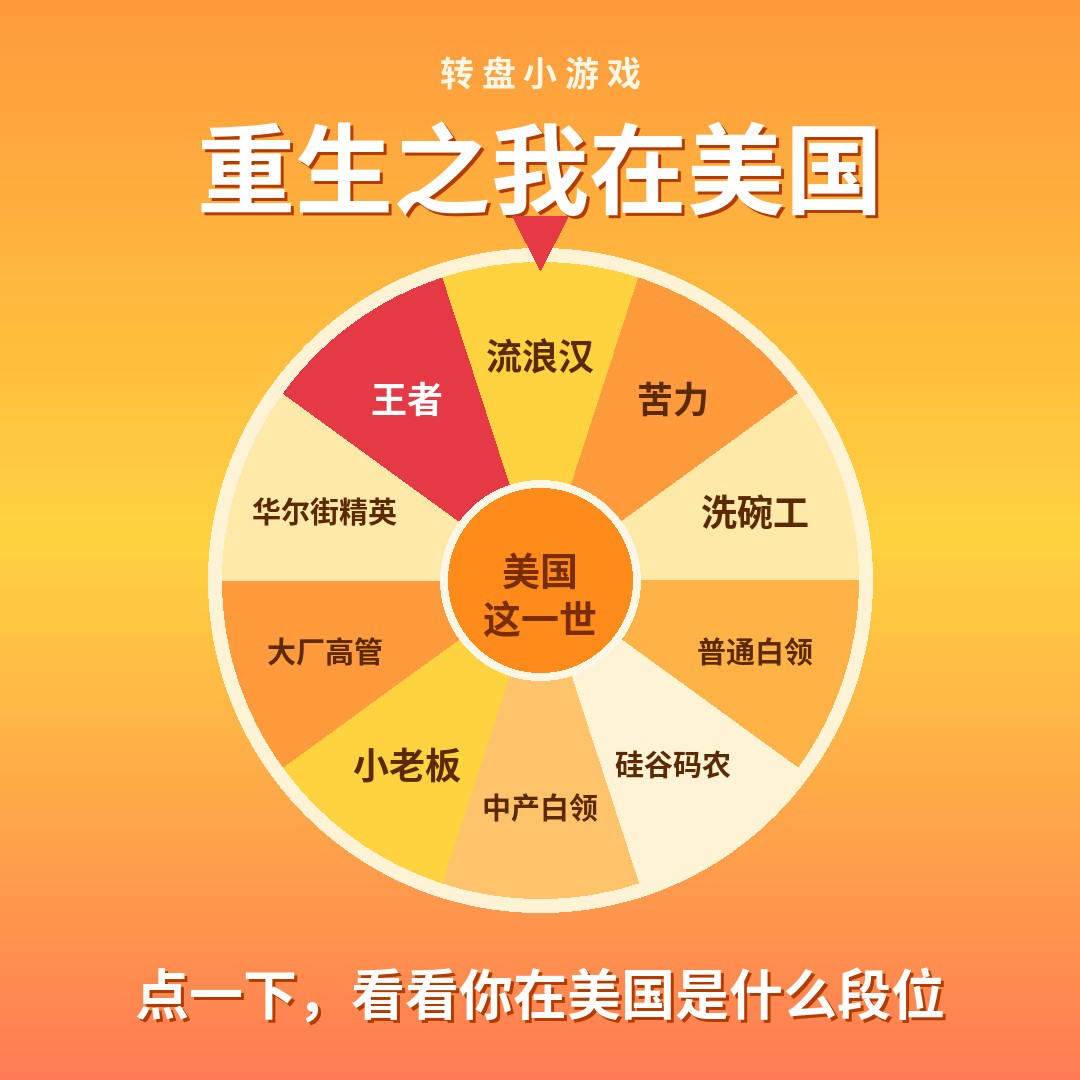 转盘小游戏
重生之我在美国
流浪汉
王者
苦力
华尔街精英
洗碗工
美国
这一世
大厂高管
普通白领
小老板
硅谷码农
中产白领
点一下，看看你在美国是什么段位